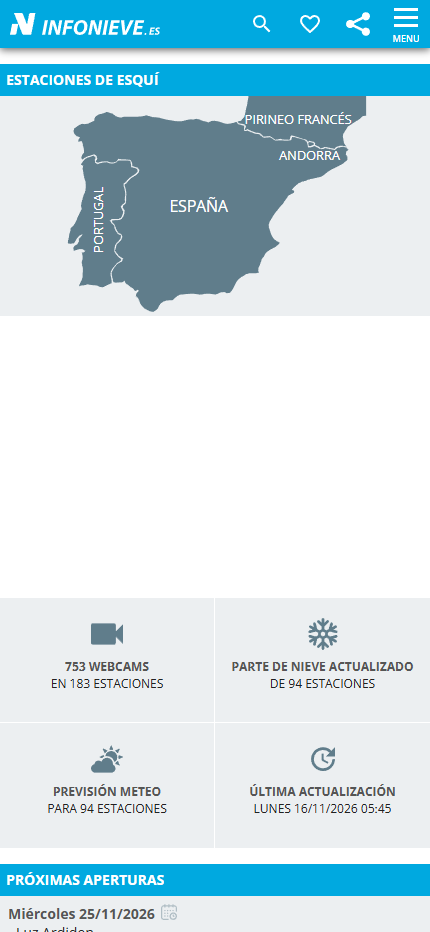 INFONIEVE.ES
MENU
ESTACIONES DE ESQUÍ
PIRINEO FRANCÉS
ANDORRA
ESPAÑA
PORTUGAL
753 WEBCAMS
EN 183 ESTACIONES
PARTE DE NIEVE ACTUALIZADO
DE 94 ESTACIONES
PREVISIÓN METEO
PARA 94 ESTACIONES
ÚLTIMA ACTUALIZACIÓN
LUNES 16/11/2026 05:45
PRÓXIMAS APERTURAS
Miércoles 25/11/2026
- Luz Ardiden